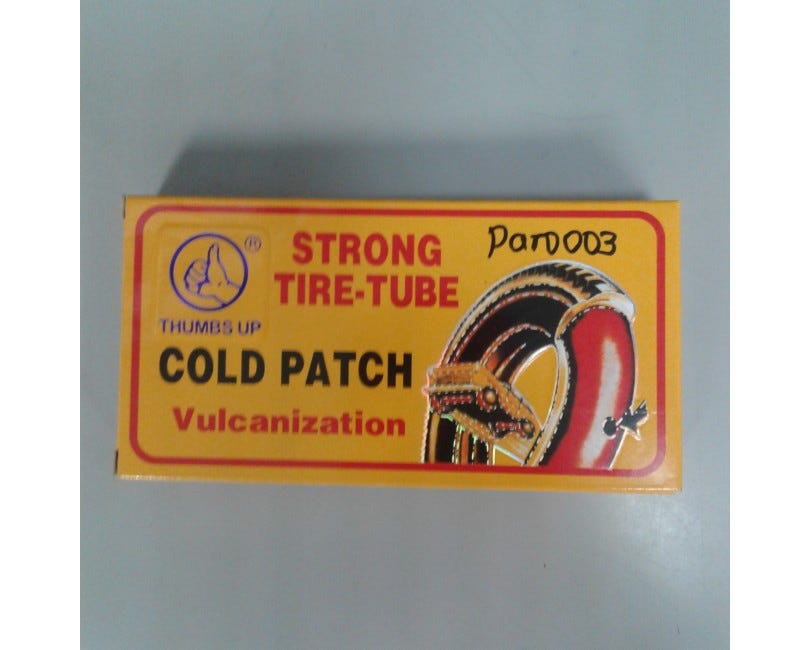 ®
THUMBS UP
STRONG
TIRE-TUBE
Par0003
COLD PATCH
Vulcanization